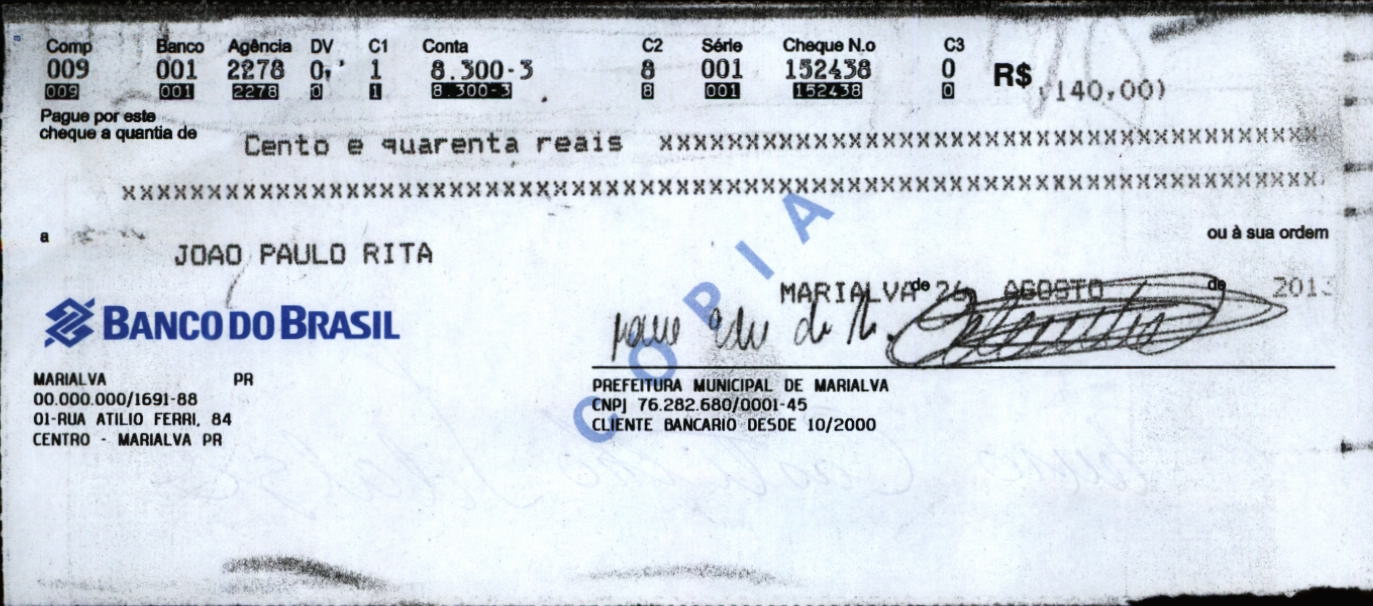 Comp Banco Agência DV C1 Conta C2 Série Cheque N.o C3
009 001 2278 0 1 8.300-3 8 001 152438 0 R$
009 001 2278 0 1 8.300-3 8 001 152438 0 140,00)
Pague por este
cheque a quantia de
Cento e quarenta reais xxxxxxxxxxxxxxxxxxxxxxxxxxxxxxxxxxxxxxxxx
xxxxxxxxxxxxxxxxxxxxxxxxxxxxxxxxxxxxxxxxxxxxxxxxxxxxxxxxxxxxxxxxxxxxxx
a JOAO PAULO RITA ou à sua ordem
MARIALVA de 26 AGOSTO de
BANCO DO BRASIL
COPIA
MARIALVA PR
00.000.000/1691-88
01-RUA ATILIO FERRI, 84
CENTRO - MARIALVA PR
PREFEITURA MUNICIPAL DE MARIALVA
CNPJ 76.282.680/0001-45
CLIENTE BANCARIO DESDE 10/2000